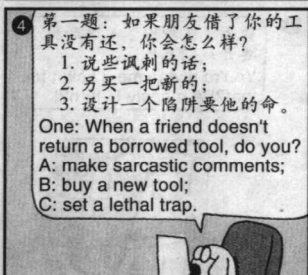 4 第一题：如果朋友借了你的工
具没有还，你会怎么样？
1. 说些讽刺的话；
2. 另买一把新的；
3. 设计一个陷阱要他的命。
One: When a friend doesn't
return a borrowed tool, do you?
A: make sarcastic comments;
B: buy a new tool;
C: set a lethal trap.